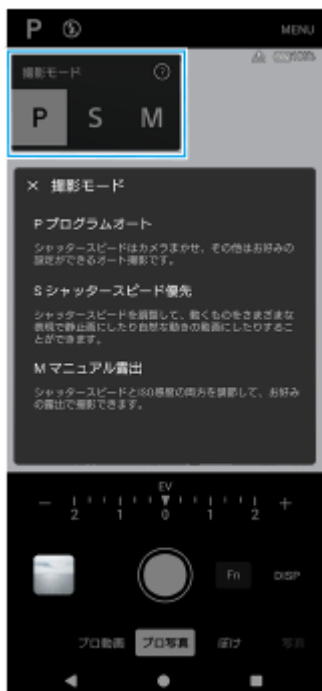 P
MENU
撮影モード ?
P S M
× 撮影モード
P プログラムオート
シャッタースピードはカメラまかせ、その他はお好みの
設定ができるオート撮影です。
S シャッタースピード優先
シャッタースピードを調整して、動くものをさまざまな
表現で静止画にしたり自然な動きの動画にしたりするこ
とができます。
M マニュアル露出
シャッタースピードとISO感度の両方を調節して、お好み
の露出で撮影できます。
EV
− 2 1 0 1 2 +
Fn DISP
プロ動画 プロ写真 ぼけ 写真